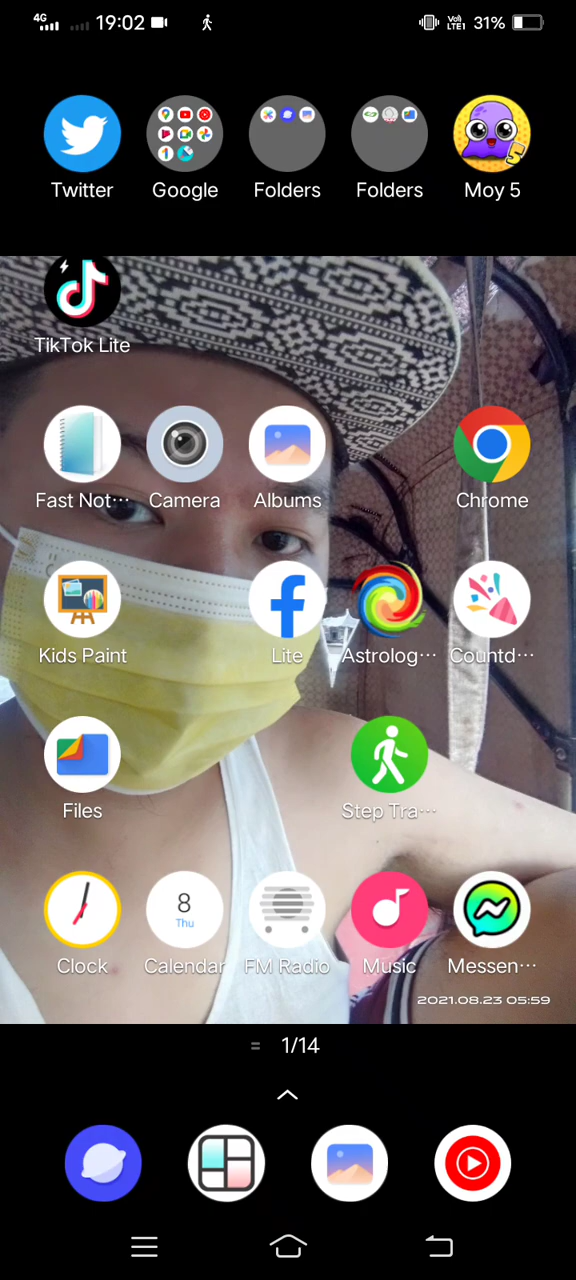 4G 19:02 VoLTE1 31%
Twitter Google Folders Folders Moy 5
TikTok Lite
Fast Not... Camera Albums Chrome
Kids Paint Lite Astrolog... Countd...
Files Step Tra...
8
Thu
Clock Calendar FM Radio Music Messen...
2021.08.23 05:59
1/14